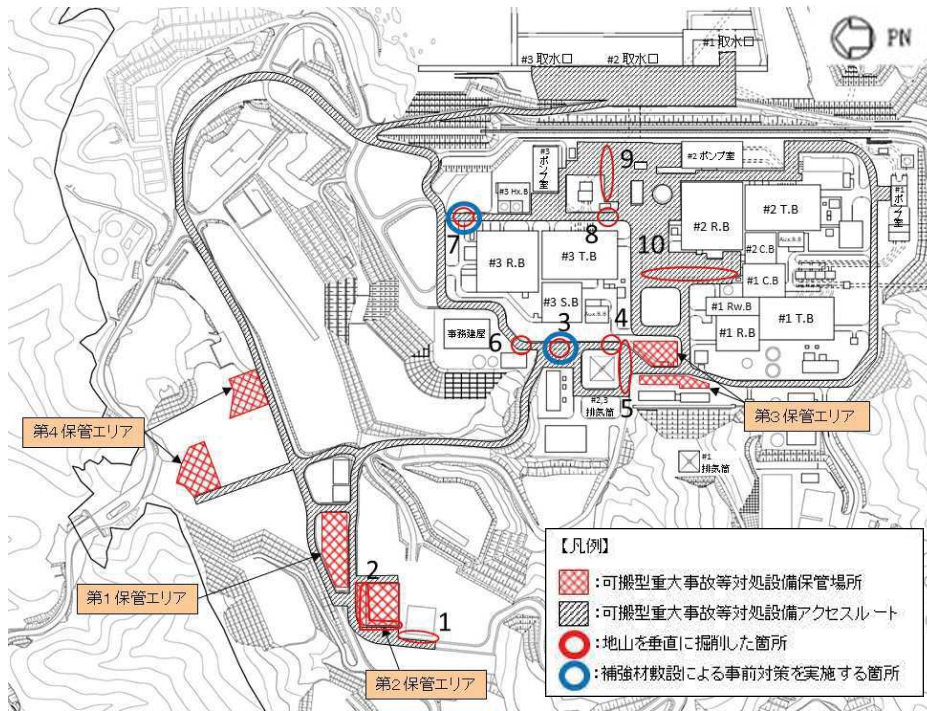 #1 取水口
#3 取水口
#2 取水口
PN
#3 ポンプ室
9
#2 ポンプ室
#1 ポンプ室
#3 Hx.B
7
8
#2 R.B
#2 T.B
10
#3 R.B
#3 T.B
#2 C.B
Aux.B.B
#1 C.B
#3 S.B
Aux.B.B
#1 Rw.B
#1 R.B
#1 T.B
事務建屋
6
3
4
5
#2,3 排気筒
第3保管エリア
#1 排気筒
第4保管エリア
第1保管エリア
2
1
第2保管エリア
【凡例】
:可搬型重大事故等対処設備保管場所
:可搬型重大事故等対処設備アクセスルート
:地山を垂直に掘削した箇所
:補強材敷設による事前対策を実施する箇所